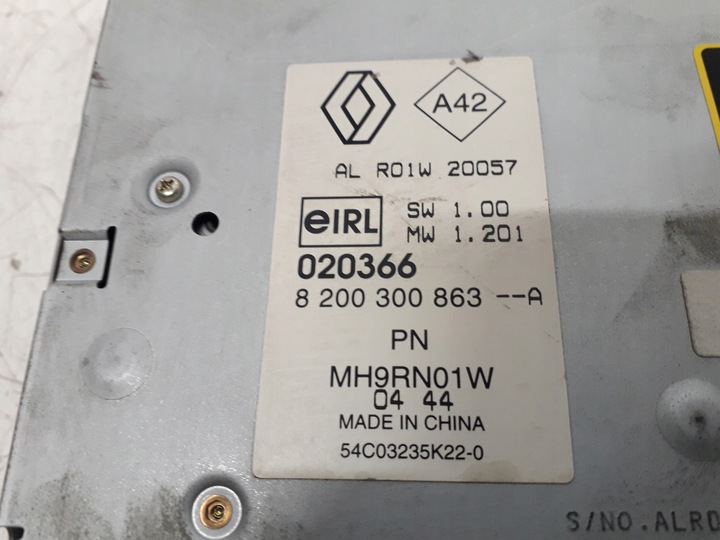 A42
AL R01W 20057
eIRL
SW 1.00
MW 1.201
020366
8 200 300 863 --A
PN
MH9RN01W
04 44
MADE IN CHINA
54C03235K22-0
S/NO.ALR0